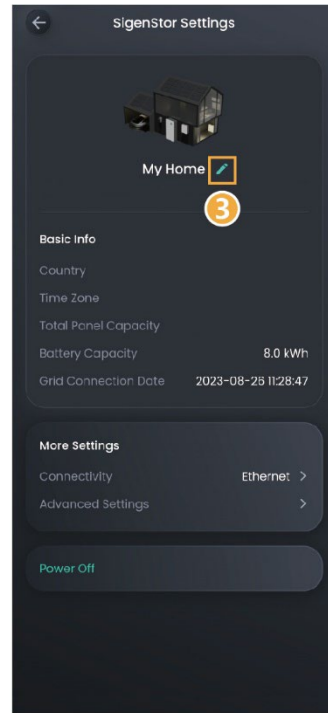 SigenStor Settings
My Home
3
Basic Info
Country
Time Zone
Total Panel Capacity
Battery Capacity 8.0 kWh
Grid Connection Date 2023-08-26 11:28:47
More Settings
Connectivity Ethernet >
Advanced Settings >
Power Off